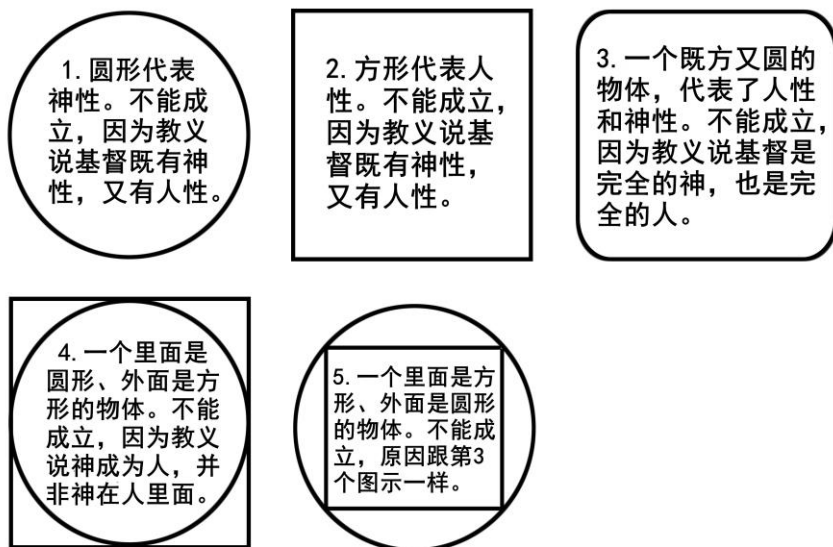 1.圆形代表
神性。不能成
立，因为教义
说基督既有神
性，又有人性。
2.方形代表人
性。不能成立，
因为教义说基
督既有神性，
又有人性。
3.一个既方又圆的
物体，代表了人性
和神性。不能成立，
因为教义说基督是
完全的神，也是完
全的人。
4.一个里面是
圆形、外面是方
形的物体。不能
成立，因为教义
说神成为人，并
非神在人里面。
5.一个里面是方
形、外面是圆形
的物体。不能成
立，原因跟第3
个图示一样。